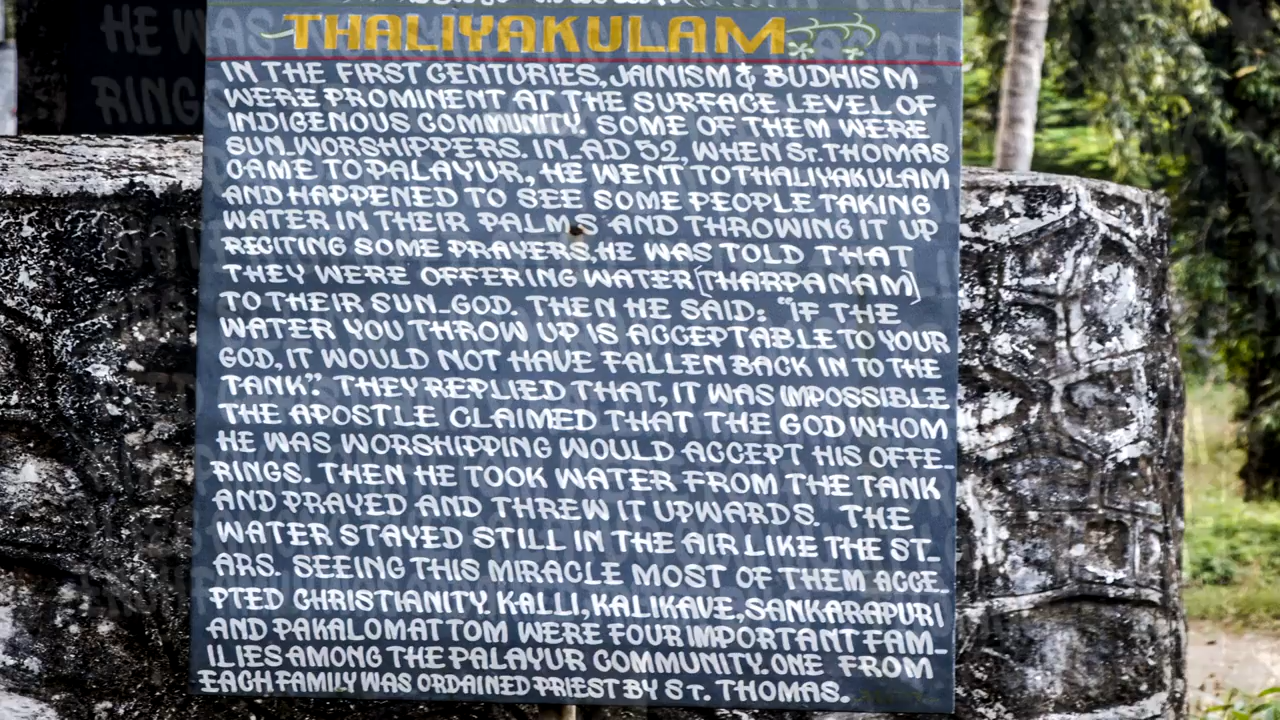 THALIYAKULAM
IN THE FIRST CENTURIES, JAINISM & BUDHISM
WERE PROMINENT AT THE SURFACE LEVEL OF
INDIGENOUS COMMUNITY. SOME OF THEM WERE
SUN-WORSHIPPERS. IN AD 52, WHEN ST. THOMAS
CAME TO PALAYUR, HE WENT TO THALIYAKULAM
AND HAPPENED TO SEE SOME PEOPLE TAKING
WATER IN THEIR PALMS AND THROWING IT UP
RECITING SOME PRAYERS, HE WAS TOLD THAT
THEY WERE OFFERING WATER (THARPANAM)
TO THEIR SUN-GOD. THEN HE SAID: "IF THE
WATER YOU THROW UP IS ACCEPTABLE TO YOUR
GOD, IT WOULD NOT HAVE FALLEN BACK IN TO THE
TANK". THEY REPLIED THAT, IT WAS IMPOSSIBLE
THE APOSTLE CLAIMED THAT THE GOD WHOM
HE WAS WORSHIPPING WOULD ACCEPT HIS OFFE-
RINGS. THEN HE TOOK WATER FROM THE TANK
AND PRAYED AND THREW IT UPWARDS. THE
WATER STAYED STILL IN THE AIR LIKE THE ST-
ARS. SEEING THIS MIRACLE MOST OF THEM ACCE-
PTED CHRISTIANITY. KALLI, KALIKAVE, SANKARAPURI
AND PAKALOMATTOM WERE FOUR IMPORTANT FAM-
ILIES AMONG THE PALAYUR COMMUNITY. ONE FROM
EACH FAMILY WAS ORDAINED PRIEST BY ST. THOMAS.